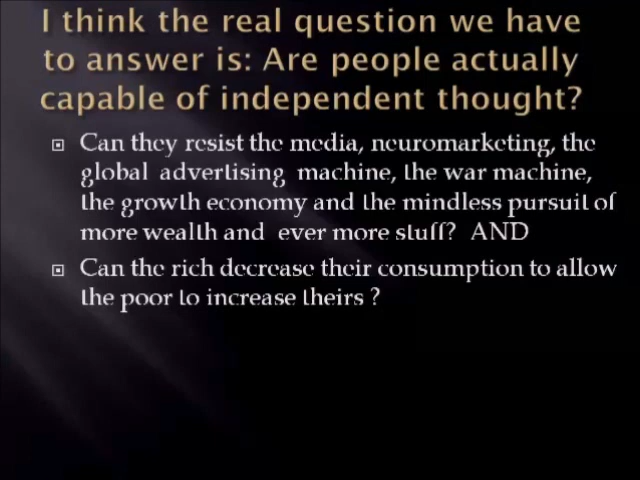 I think the real question we have
to answer is: Are people actually
capable of independent thought?
Can they resist the media, neuromarketing, the
global advertising machine, the war machine,
the growth economy and the mindless pursuit of
more wealth and ever more stuff? AND
Can the rich decrease their consumption to allow
the poor to increase theirs ?